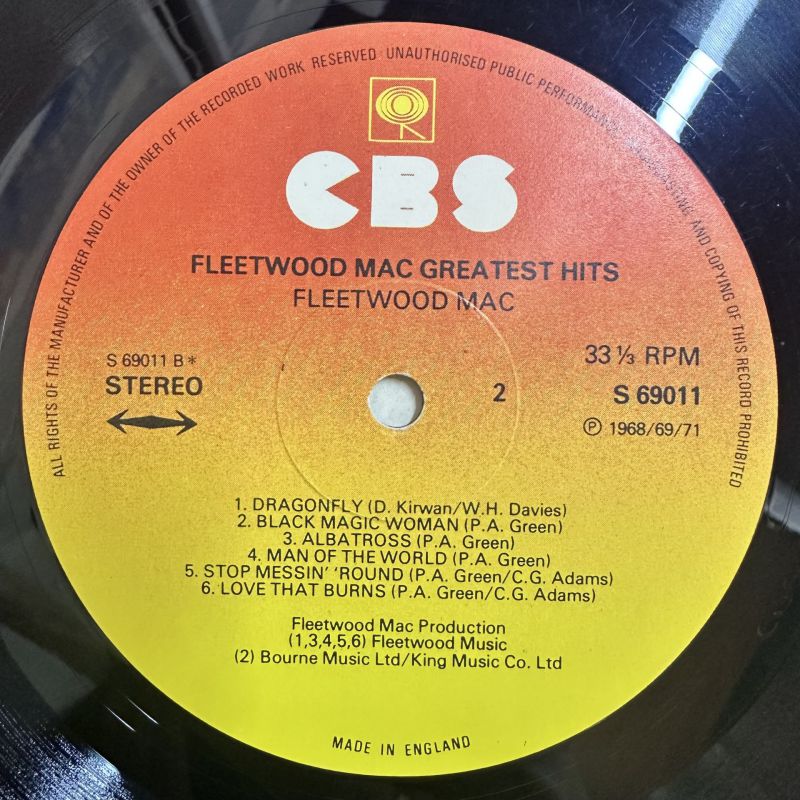 ALL RIGHTS OF THE MANUFACTURER AND OF THE OWNER OF THE RECORDED WORK RESERVED UNAUTHORISED PUBLIC PERFORMANCE AND COPYING OF THIS RECORD PROHIBITED
CBS
FLEETWOOD MAC GREATEST HITS
FLEETWOOD MAC
S 69011 B*
STEREO
2
33 ⅓ RPM
S 69011
Ⓟ 1968/69/71
1. DRAGONFLY (D. Kirwan/W.H. Davies)
2. BLACK MAGIC WOMAN (P.A. Green)
3. ALBATROSS (P.A. Green)
4. MAN OF THE WORLD (P.A. Green)
5. STOP MESSIN' 'ROUND (P.A. Green/C.G. Adams)
6. LOVE THAT BURNS (P.A. Green/C.G. Adams)
Fleetwood Mac Production
(1,3,4,5,6) Fleetwood Music
(2) Bourne Music Ltd/King Music Co. Ltd
MADE IN ENGLAND